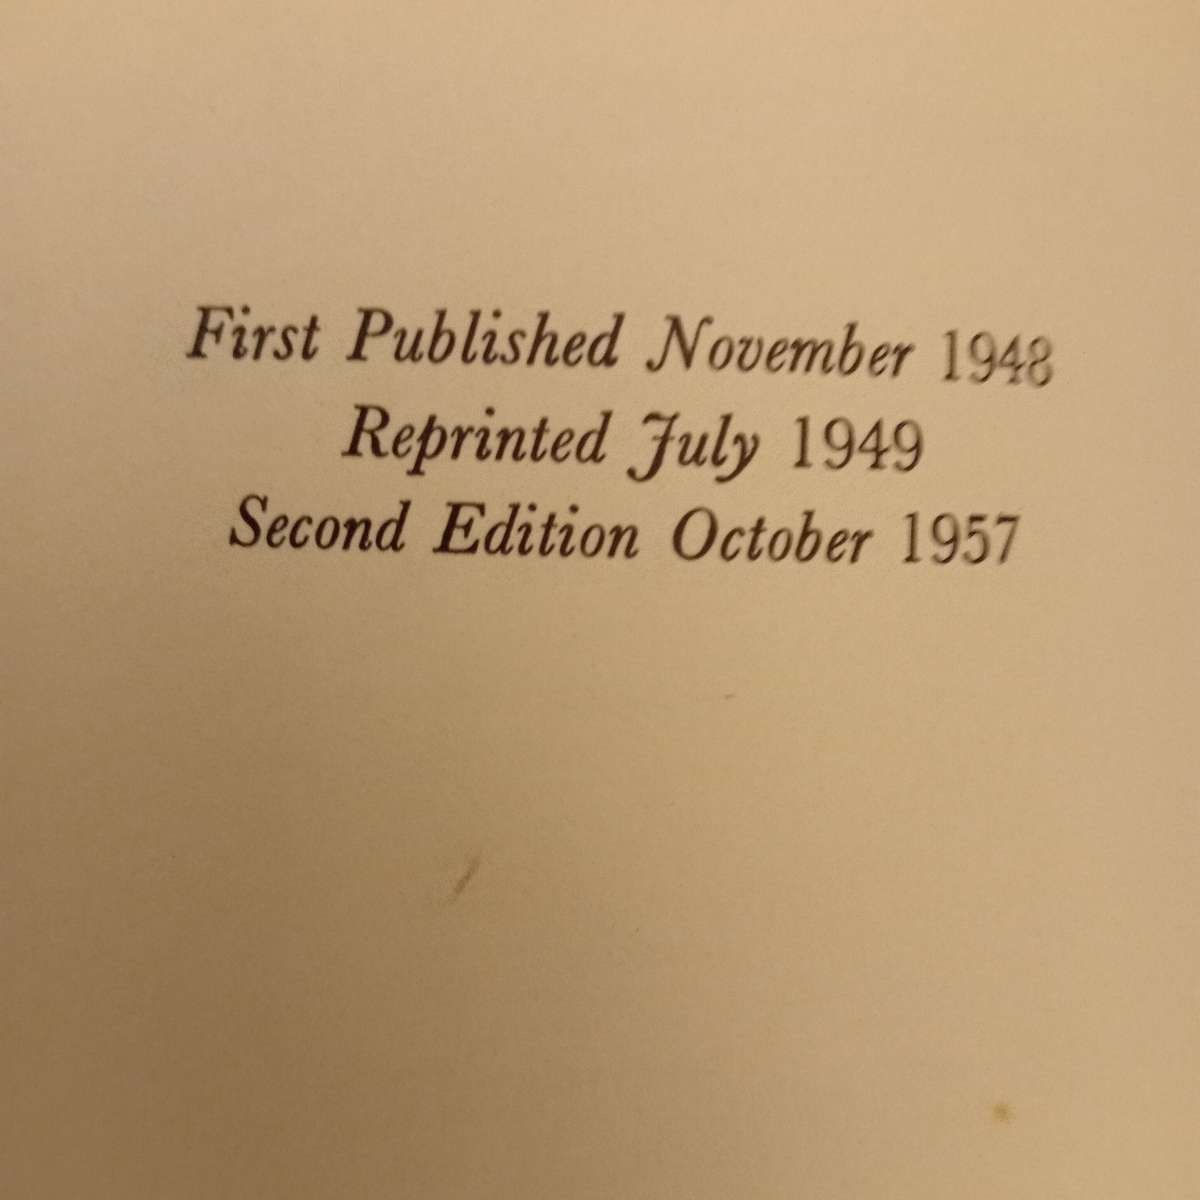 First Published November 1948
Reprinted July 1949
Second Edition October 1957